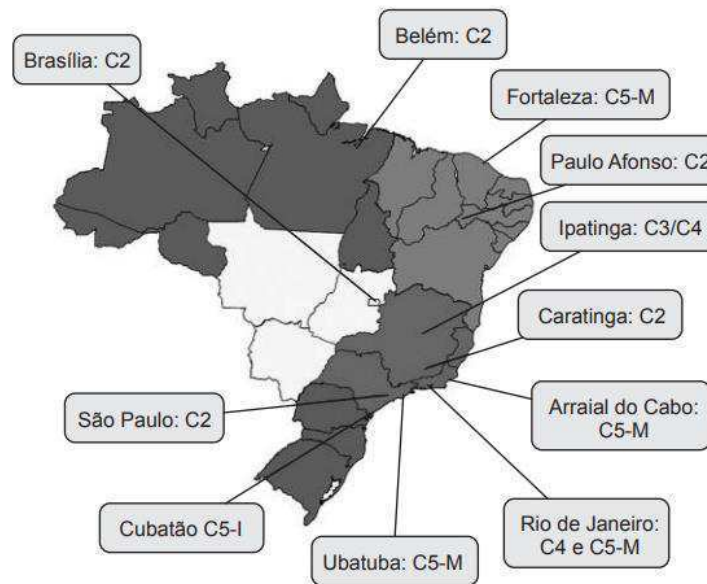 Belém: C2
Brasília: C2
Fortaleza: C5-M
Paulo Afonso: C2
Ipatinga: C3/C4
Caratinga: C2
Arraial do Cabo:
C5-M
São Paulo: C2
Rio de Janeiro:
C4 e C5-M
Cubatão C5-I
Ubatuba: C5-M